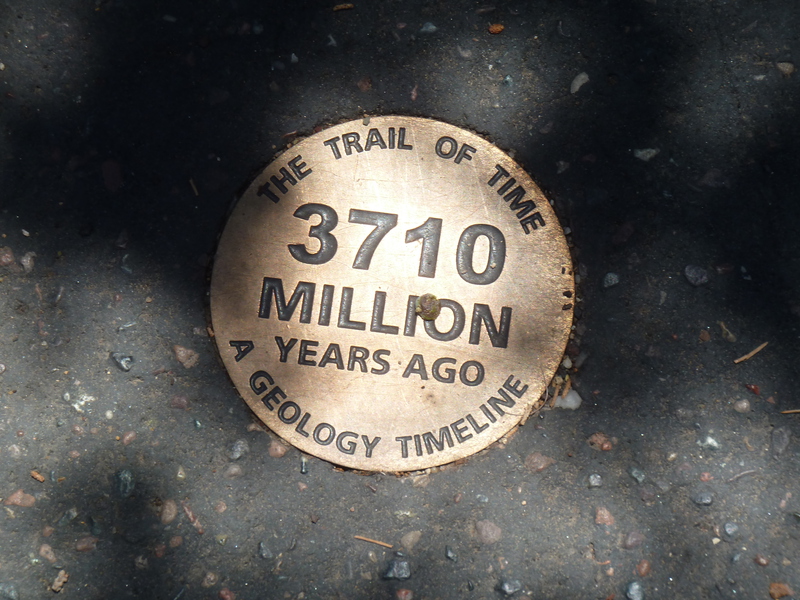 THE TRAIL OF TIME
3710
MILLION
YEARS AGO
A GEOLOGY TIMELINE